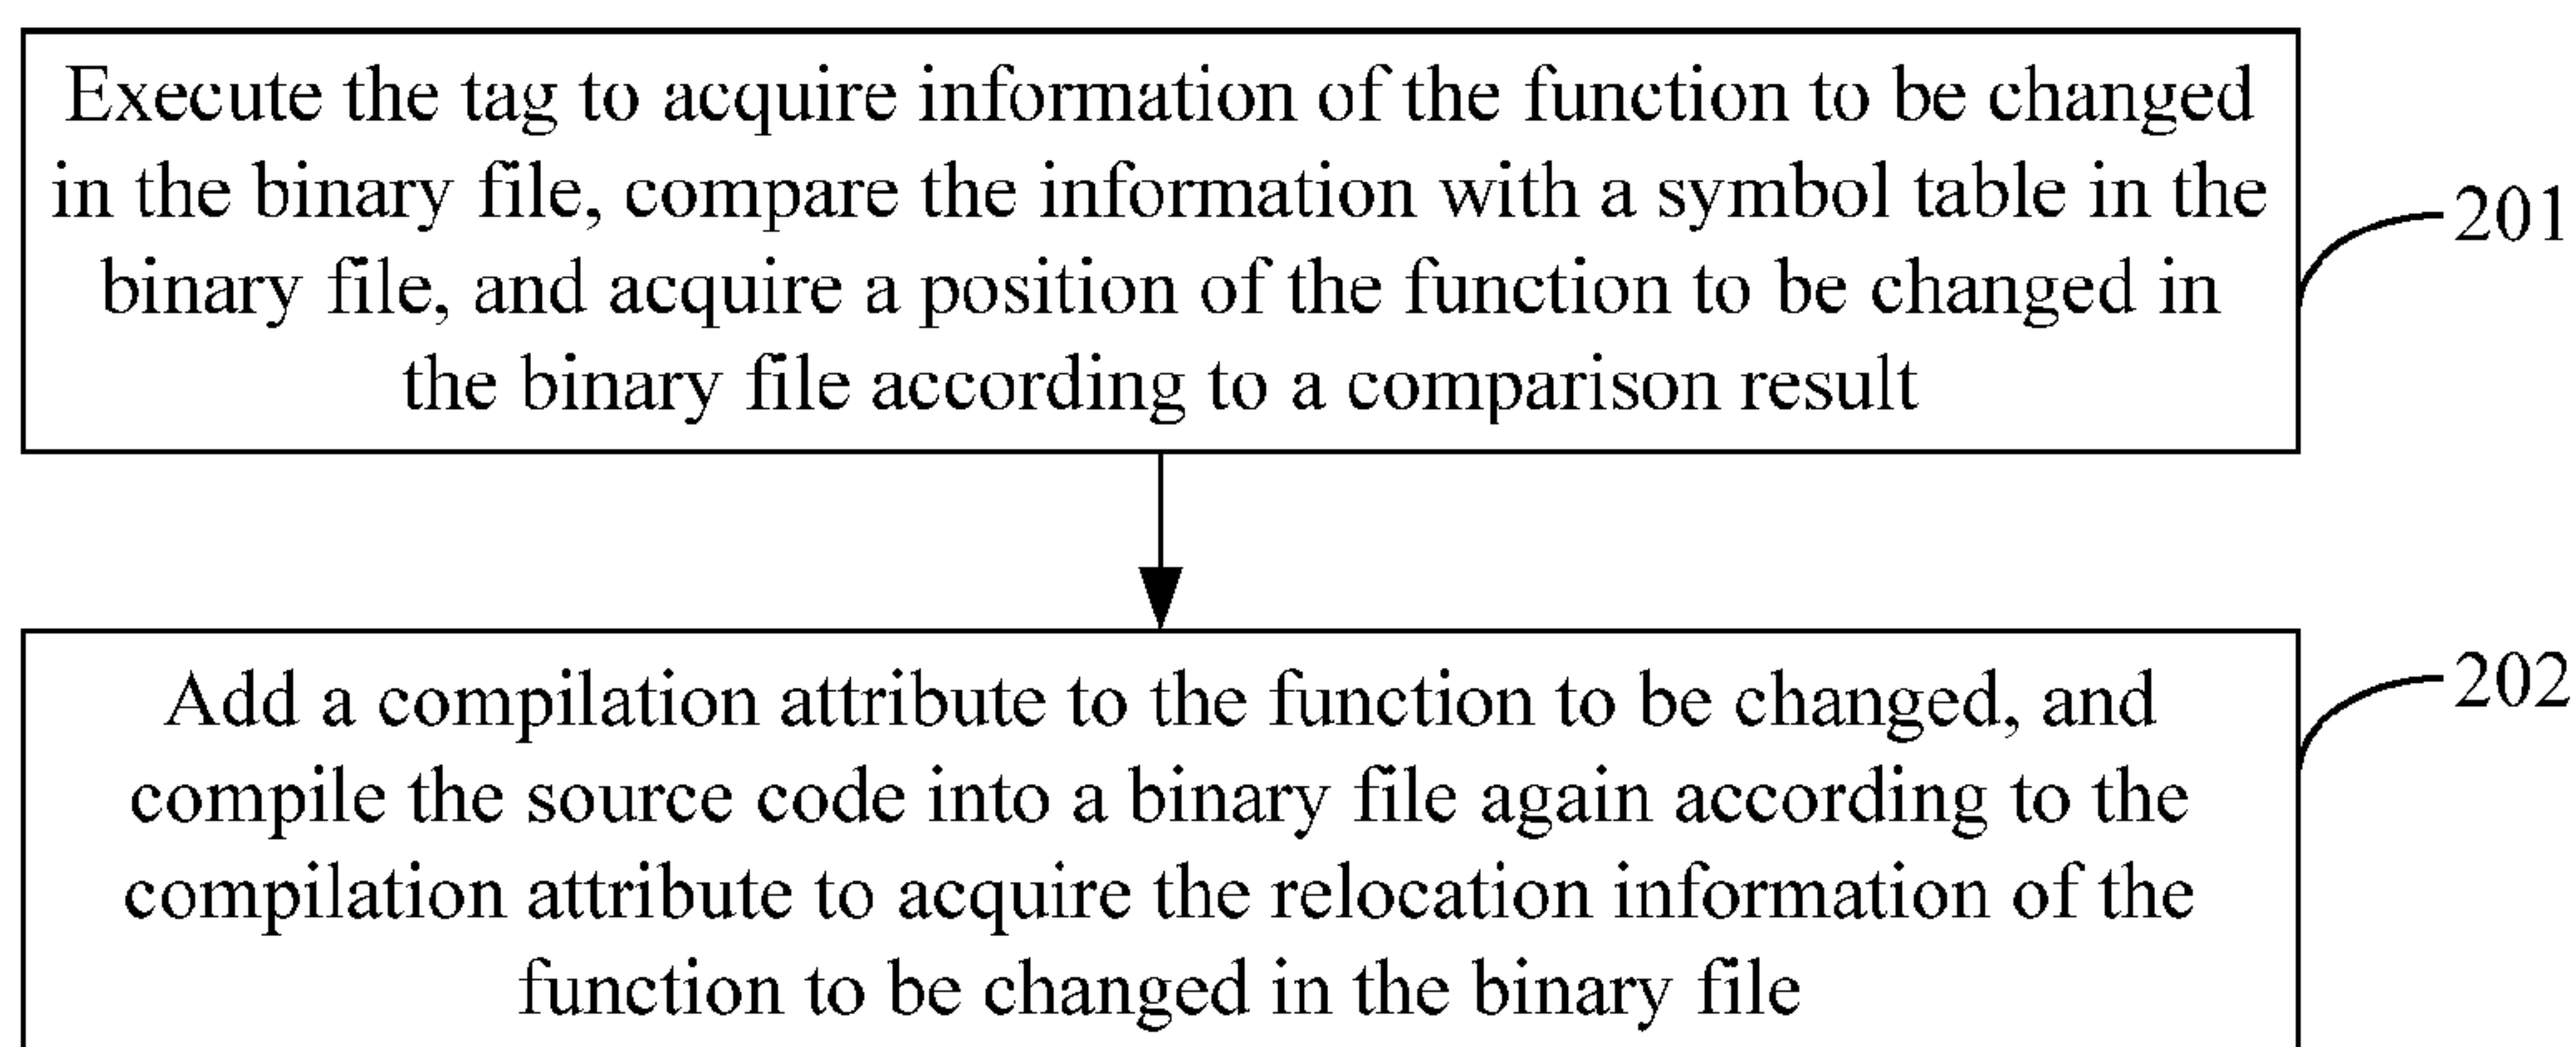 Execute the tag to acquire information of the function to be changed
in the binary file, compare the information with a symbol table in the
binary file, and acquire a position of the function to be changed in
the binary file according to a comparison result
201
Add a compilation attribute to the function to be changed, and
compile the source code into a binary file again according to the
compilation attribute to acquire the relocation information of the
function to be changed in the binary file
202